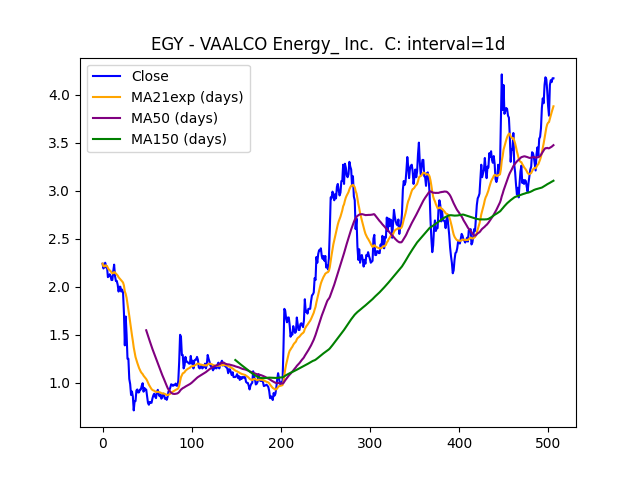 EGY - VAALCO Energy_ Inc.  C: interval=1d
Close
MA21exp (days)
MA50 (days)
MA150 (days)
4.0
3.5
3.0
2.5
2.0
1.5
1.0
0 100 200 300 400 500